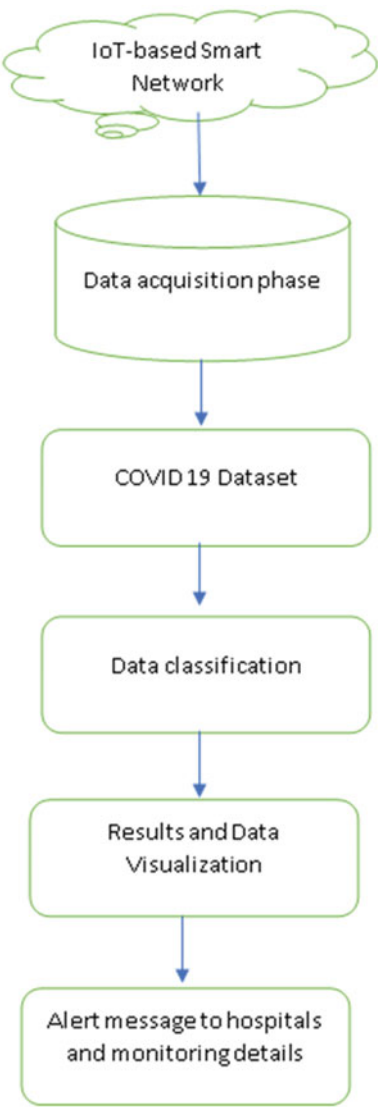 IoT-based Smart
Network
Data acquisition phase
COVID 19 Dataset
Data classification
Results and Data
Visualization
Alert message to hospitals
and monitoring details